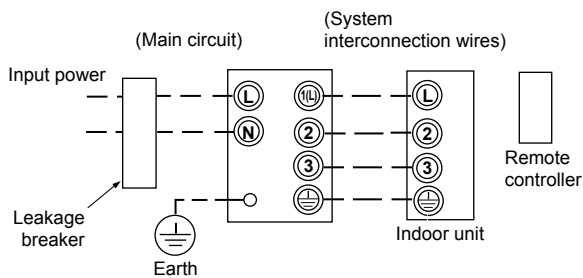 (Main circuit)
(System
interconnection wires)
Input power
L
N
1(L)
2
3
L
2
3
Remote
controller
Leakage
breaker
Earth
Indoor unit